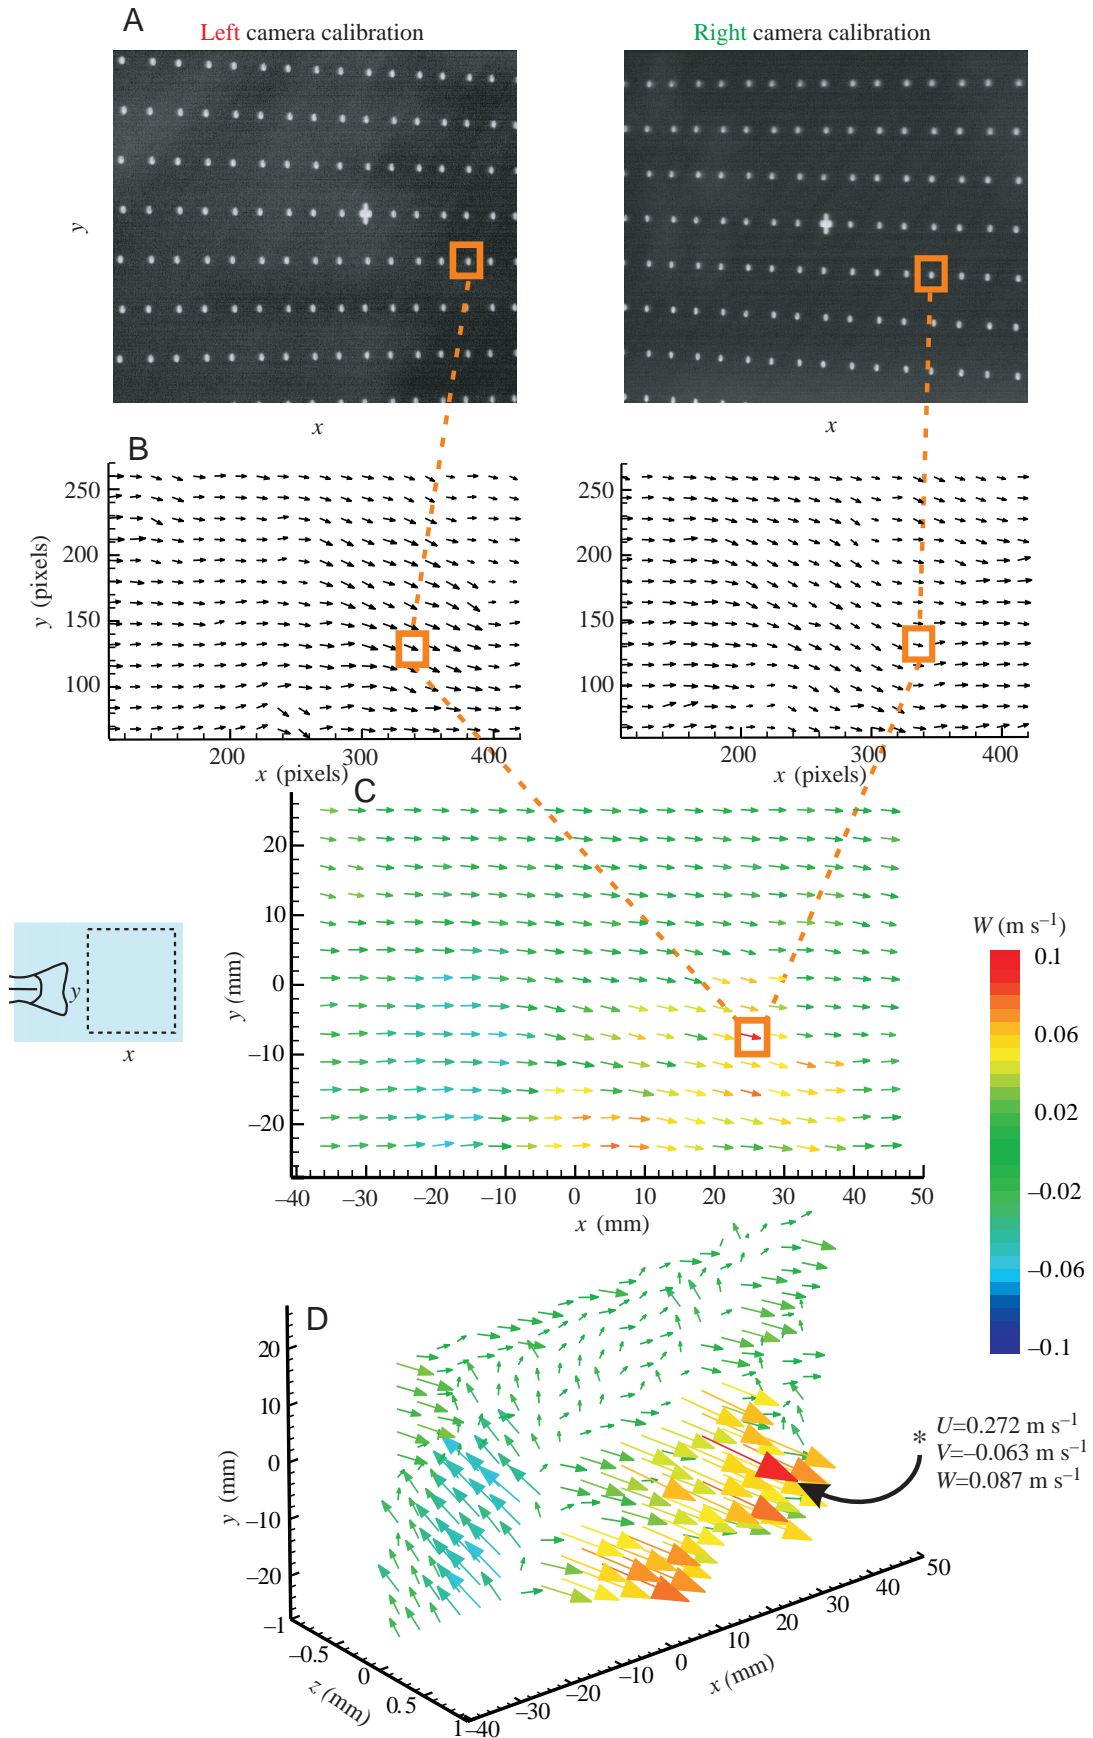 A
Left camera calibration
Right camera calibration
y
x
x
B
250
200
150
100
y (pixels)
200
300
400
x (pixels)
250
200
150
100
200
300
400
x (pixels)
C
20
10
0
–10
–20
y (mm)
–40
–30
–20
–10
0
10
20
30
40
50
x (mm)
y
x
W (m s–1)
0.1
0.06
0.02
–0.02
–0.06
–0.1
D
20
10
0
–10
–20
y (mm)
–1
–0.5
0
0.5
1
z (mm)
–40
–30
–20
–10
0
10
20
30
40
50
x (mm)
*
U=0.272 m s–1
V=–0.063 m s–1
W=0.087 m s–1